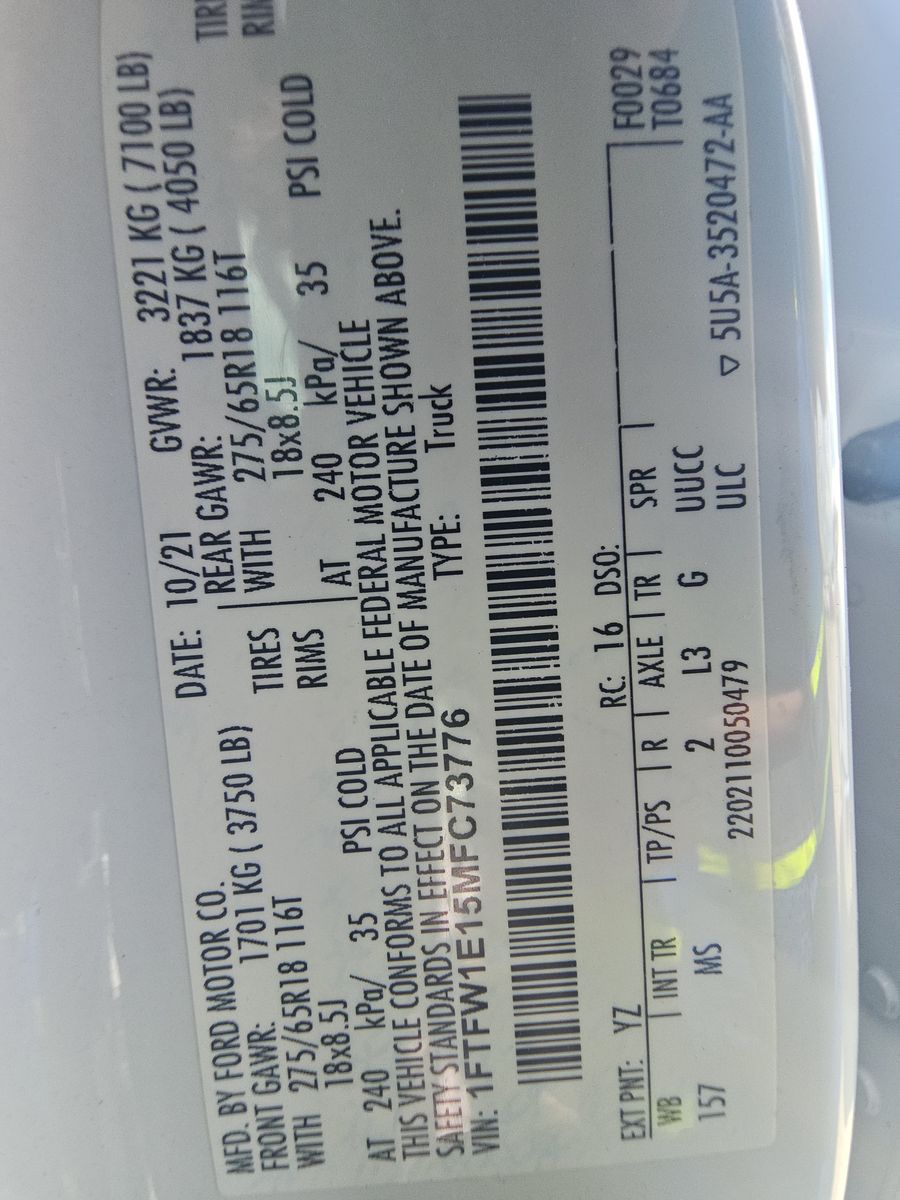 MFD. BY FORD MOTOR CO.
DATE: 10/21 GVWR: 3221 KG ( 7100 LB)
FRONT GAWR: 1701 KG ( 3750 LB)
REAR GAWR: 1837 KG ( 4050 LB)
WITH 275/65R18 116T TIRES
WITH 275/65R18 116T
18x8.5J RIMS
18x8.5J
AT 240 kPa/ 35 PSI COLD
AT 240 kPa/ 35 PSI COLD
THIS VEHICLE CONFORMS TO ALL APPLICABLE FEDERAL MOTOR VEHICLE
SAFETY STANDARDS IN EFFECT ON THE DATE OF MANUFACTURE SHOWN ABOVE.
VIN: 1FTFW1E15MFC73776 TYPE: Truck
EXT PNT: YZ RC: 16 DSO: F0029
WB INT TR TP/PS R AXLE TR SPR T0684
157 MS 2 L3 G UUCC
2202110050479 ULC ▽ 5U5A-3520472-AA